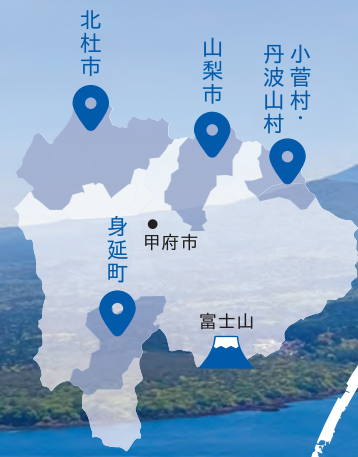 北杜市
山梨市
小菅村・
丹波山村
身延町
甲府市
富士山